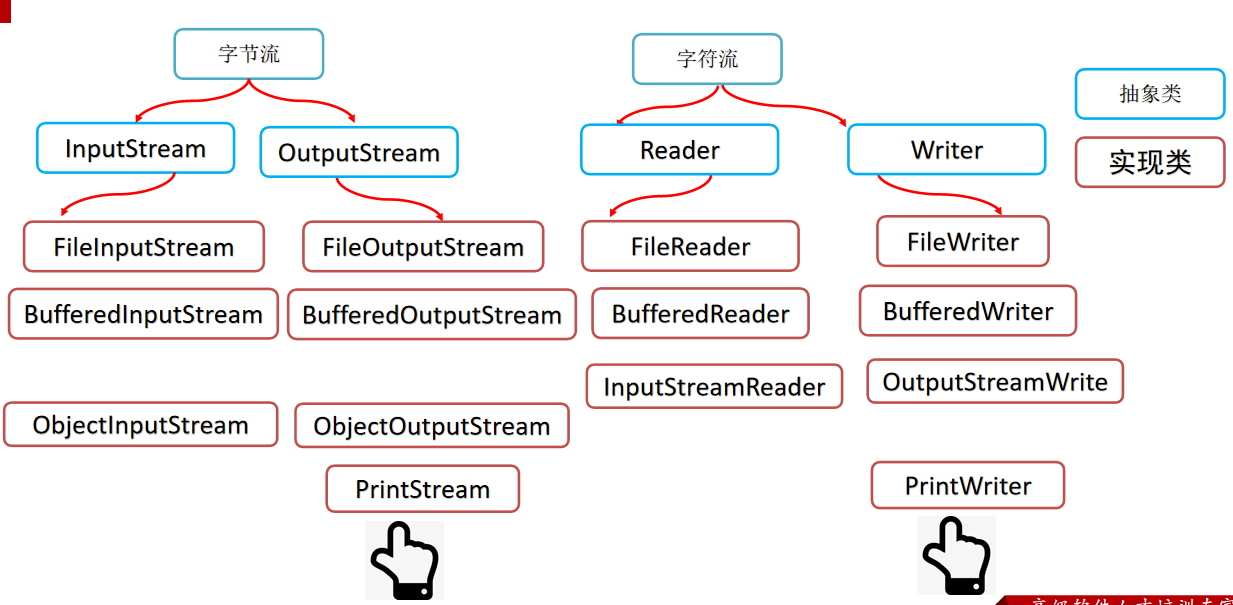 字节流
字符流
抽象类
InputStream
OutputStream
Reader
Writer
实现类
FileInputStream
FileOutputStream
FileReader
FileWriter
BufferedInputStream
BufferedOutputStream
BufferedReader
BufferedWriter
InputStreamReader
OutputStreamWrite
ObjectInputStream
ObjectOutputStream
PrintStream
PrintWriter